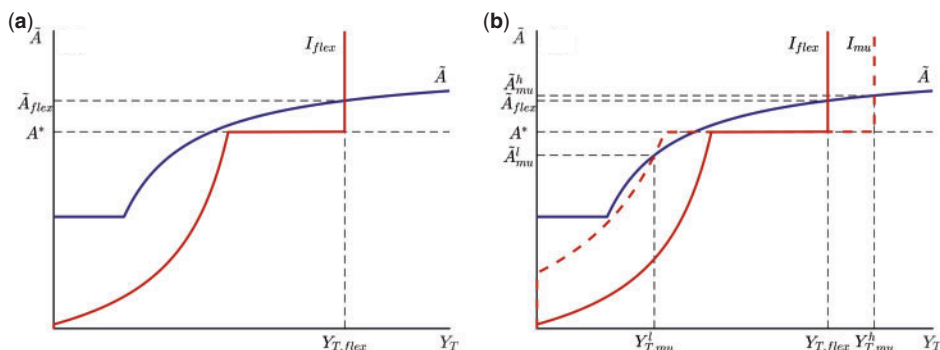 (a)
Ã
I_flex
Ã
Ã_flex
A*
Y_T,flex
Y_T
(b)
Ã
I_flex
I_mu
Ã
Ã^h_mu
Ã_flex
A*
Ã^l_mu
Y^l_T,mu
Y_T,flex
Y^h_T,mu
Y_T